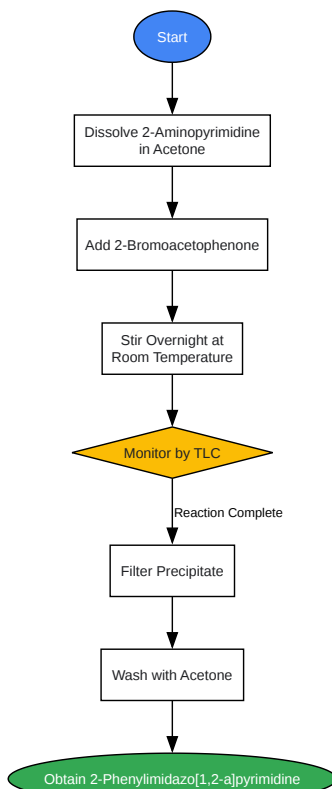 Start
Dissolve 2-Aminopyrimidine
in Acetone
Add 2-Bromoacetophenone
Stir Overnight at
Room Temperature
Monitor by TLC
Reaction Complete
Filter Precipitate
Wash with Acetone
Obtain 2-Phenylimidazo[1,2-a]pyrimidine